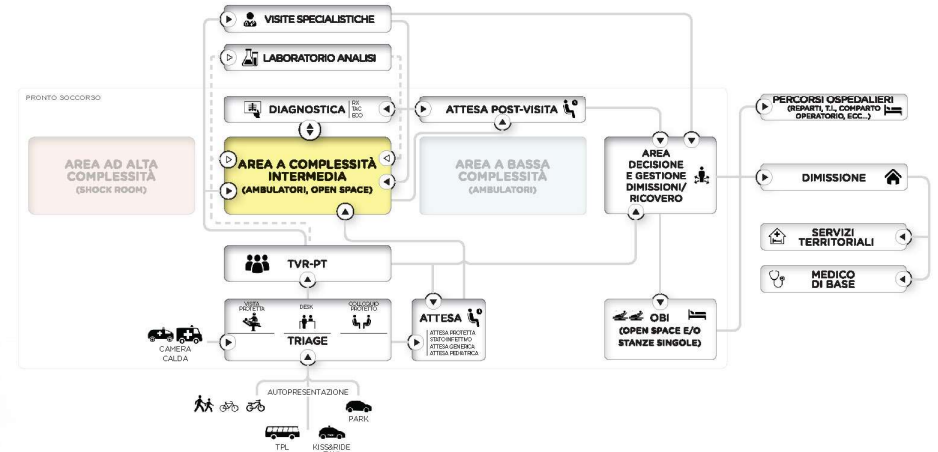 VISITE SPECIALISTICHE
LABORATORIO ANALISI
PRONTO SOCCORSO
DIAGNOSTICA
RX
TAC
ECO
ATTESA POST-VISITA
PERCORSI OSPEDALIERI
(REPARTI, T.I., COMPARTO
OPERATORIO, ECC...)
AREA AD ALTA
COMPLESSITÀ
(SHOCK ROOM)
AREA A COMPLESSITÀ
INTERMEDIA
(AMBULATORI, OPEN SPACE)
AREA A BASSA
COMPLESSITÀ
(AMBULATORI)
AREA
DECISIONE
E GESTIONE
DIMISSIONI/
RICOVERO
DIMISSIONE
SERVIZI
TERRITORIALI
MEDICO
DI BASE
TVR-PT
VISITA
PROTETTA
DESK
COLLOQUIO
PROTETTO
TRIAGE
ATTESA
ATTESA PROTETTA
STATO INFETTIVO
ATTESA GENERICA
ATTESA PEDIATRICA
OBI
(OPEN SPACE E/O
STANZE SINGOLE)
CAMERA
CALDA
AUTOPRESENTAZIONE
PARK
TPL
KISS&RIDE